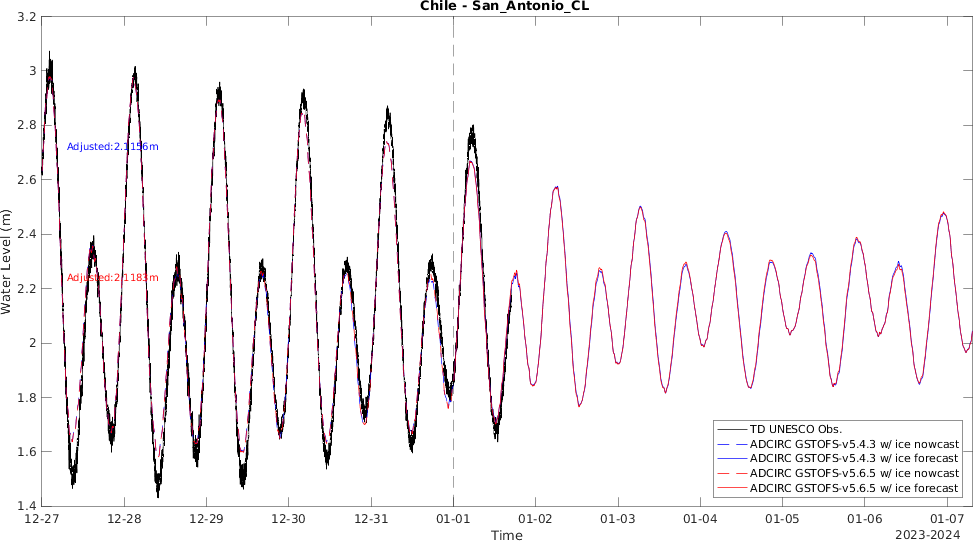 Chile - San_Antonio_CL
3.2
3
2.8
2.6
2.4
2.2
2
1.8
1.6
1.4
Water Level (m)
Adjusted:2.1156m
Adjusted:2.1183m
TD UNESCO Obs.
ADCIRC GSTOFS-v5.4.3 w/ ice nowcast
ADCIRC GSTOFS-v5.4.3 w/ ice forecast
ADCIRC GSTOFS-v5.6.5 w/ ice nowcast
ADCIRC GSTOFS-v5.6.5 w/ ice forecast
12-27 12-28 12-29 12-30 12-31 01-01 01-02 01-03 01-04 01-05 01-06 01-07
Time
2023-2024